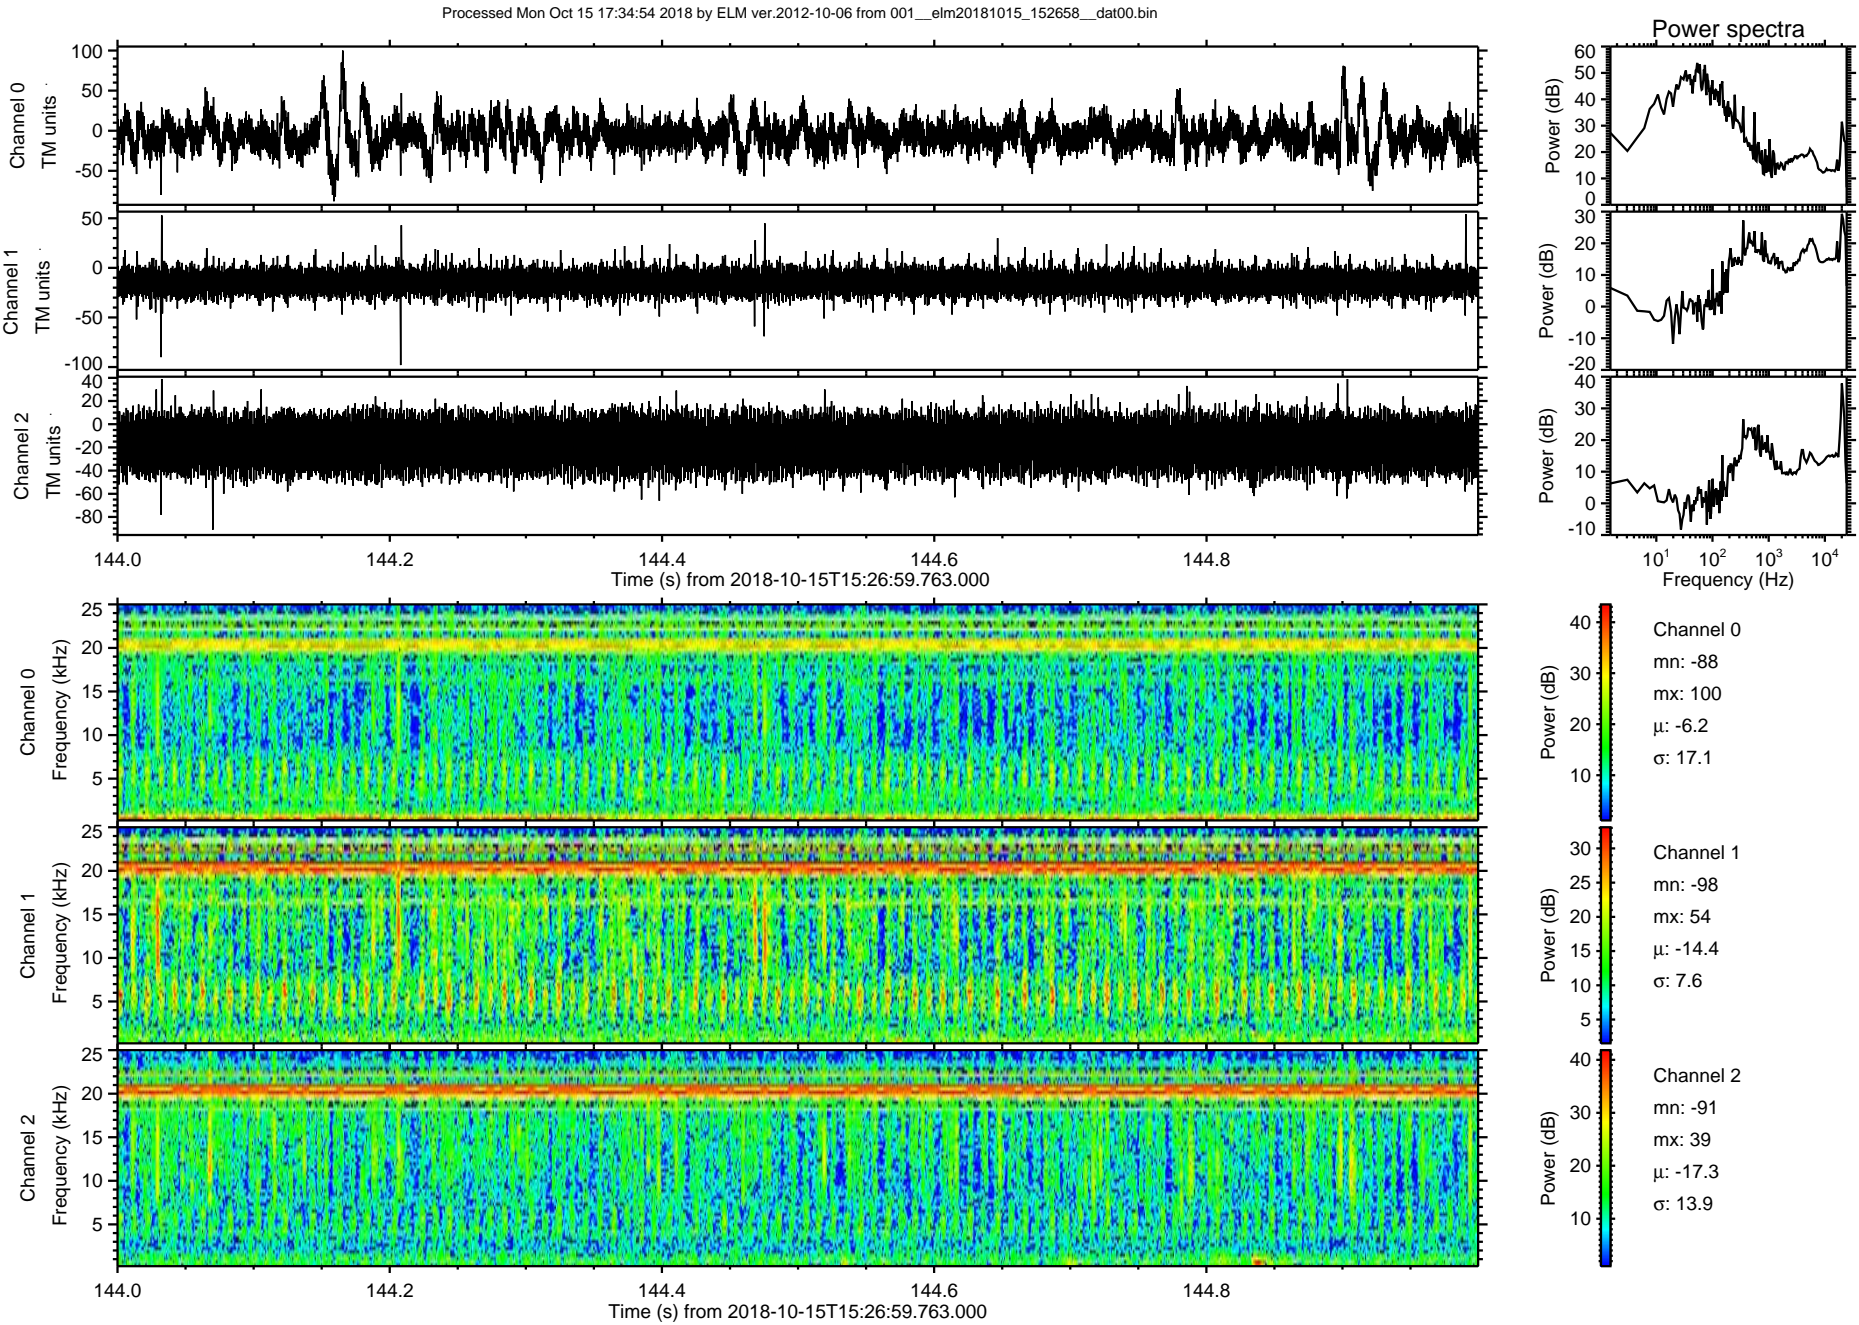 Processed Mon Oct 15 17:34:54 2018 by ELM ver.2012-10-06 from 001__elm20181015_152658__dat00.bin
Power spectra
Channel 0
TM units
100
50
0
-50
Power (dB)
60
50
40
30
20
10
0
Channel 1
TM units
50
0
-50
-100
Power (dB)
30
20
10
0
-10
-20
Channel 2
TM units
40
20
0
-20
-40
-60
-80
Power (dB)
40
30
20
10
0
-10
144.0 144.2 144.4 144.6 144.8
Time (s) from 2018-10-15T15:26:59.763.000
10¹ 10² 10³ 10⁴
Frequency (Hz)
Channel 0
Frequency (kHz)
25
20
15
10
5
Power (dB)
40
30
20
10
Channel 0
mn: -88
mx: 100
μ: -6.2
σ: 17.1
Channel 1
Frequency (kHz)
25
20
15
10
5
Power (dB)
30
25
20
15
10
5
Channel 1
mn: -98
mx: 54
μ: -14.4
σ: 7.6
Channel 2
Frequency (kHz)
25
20
15
10
5
Power (dB)
40
30
20
10
Channel 2
mn: -91
mx: 39
μ: -17.3
σ: 13.9
144.0 144.2 144.4 144.6 144.8
Time (s) from 2018-10-15T15:26:59.763.000